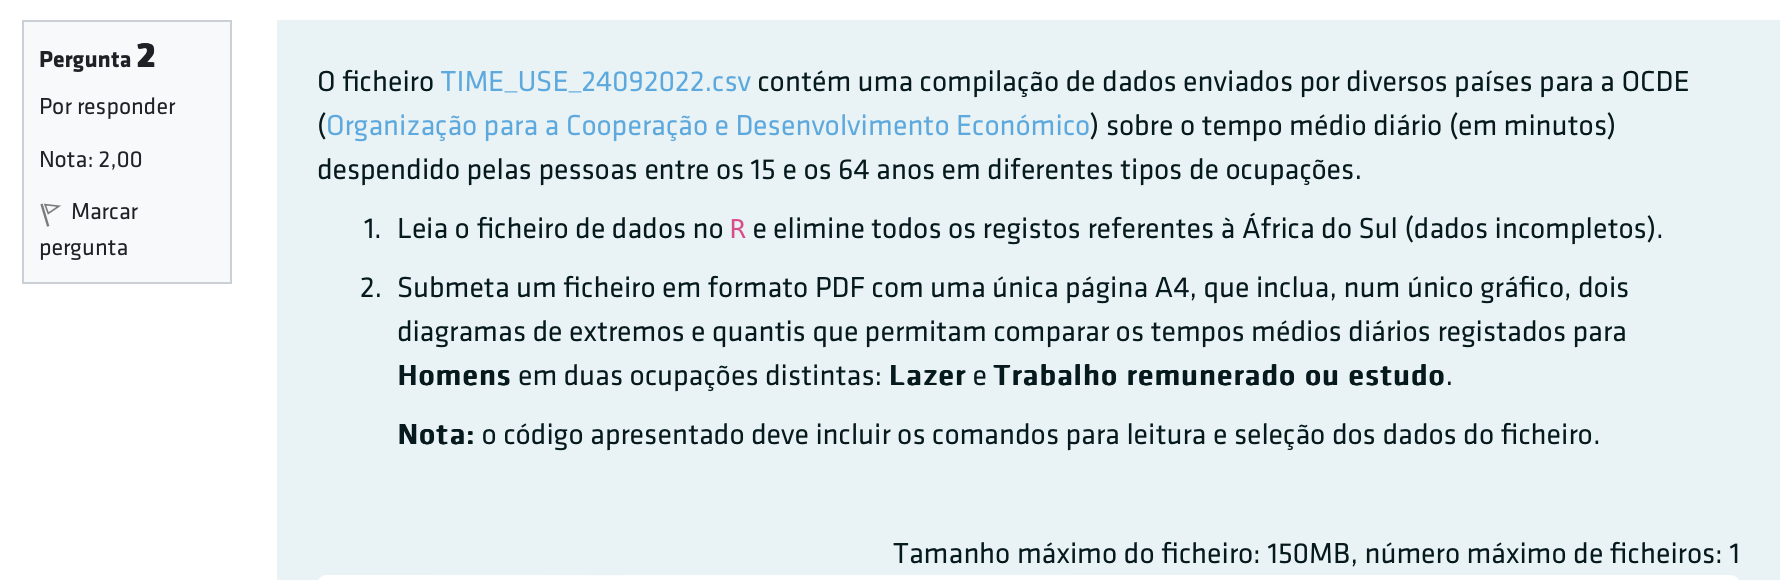 Pergunta 2
Por responder
Nota: 2,00
Marcar
pergunta
O ficheiro TIME_USE_24092022.csv contém uma compilação de dados enviados por diversos países para a OCDE
(Organização para a Cooperação e Desenvolvimento Económico) sobre o tempo médio diário (em minutos)
despendido pelas pessoas entre os 15 e os 64 anos em diferentes tipos de ocupações.
1. Leia o ficheiro de dados no R e elimine todos os registos referentes à África do Sul (dados incompletos).
2. Submeta um ficheiro em formato PDF com uma única página A4, que inclua, num único gráfico, dois
diagramas de extremos e quantis que permitam comparar os tempos médios diários registados para
Homens em duas ocupações distintas: Lazer e Trabalho remunerado ou estudo.
Nota: o código apresentado deve incluir os comandos para leitura e seleção dos dados do ficheiro.
Tamanho máximo do ficheiro: 150MB, número máximo de ficheiros: 1